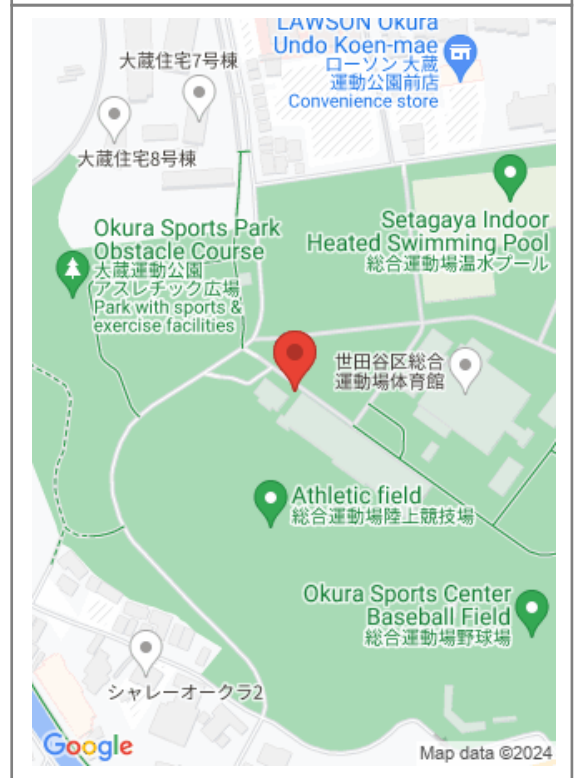 LAWSON Okura
Undo Koen-mae
ローソン 大蔵
運動公園前店
Convenience store
大蔵住宅7号棟
大蔵住宅8号棟
Okura Sports Park
Obstacle Course
大蔵運動公園
アスレチック広場
Park with sports &
exercise facilities
Setagaya Indoor
Heated Swimming Pool
総合運動場温水プール
世田谷区総合
運動場体育館
Athletic field
総合運動場陸上競技場
Okura Sports Center
Baseball Field
総合運動場野球場
シャレーオークラ2
Google
Map data ©2024